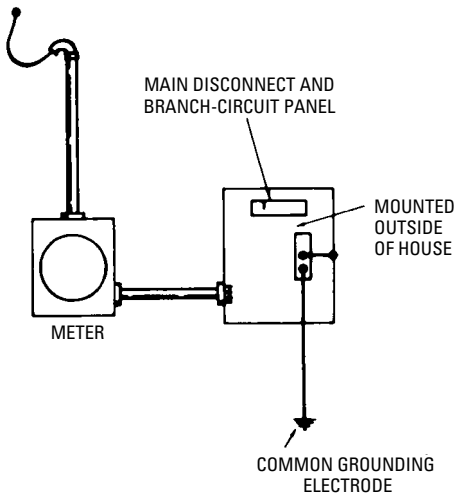 MAIN DISCONNECT AND
BRANCH-CIRCUIT PANEL
MOUNTED
OUTSIDE
OF HOUSE
METER
COMMON GROUNDING
ELECTRODE